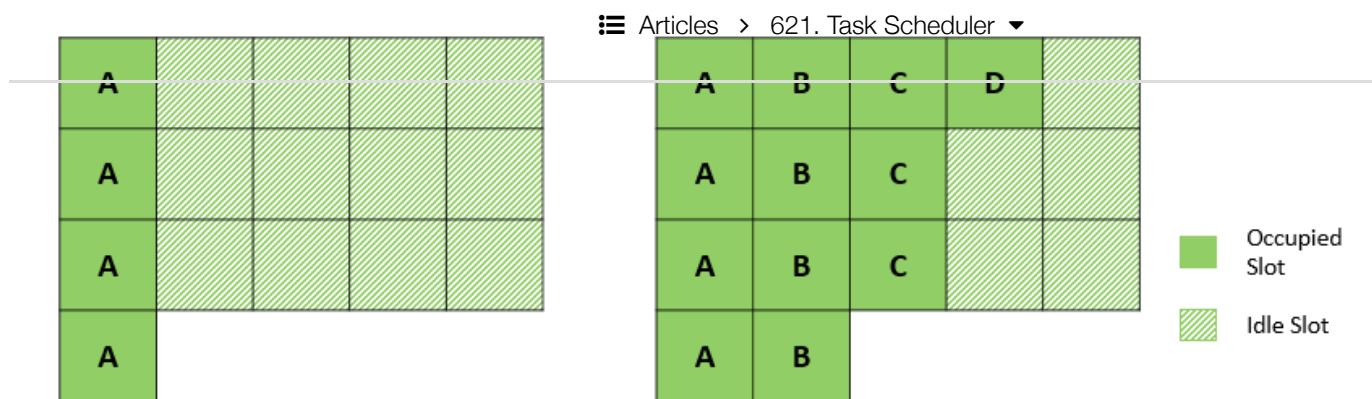 Articles > 621. Task Scheduler
A A B C D
A A B C
A A B C
A A B
Occupied
Slot
Idle Slot